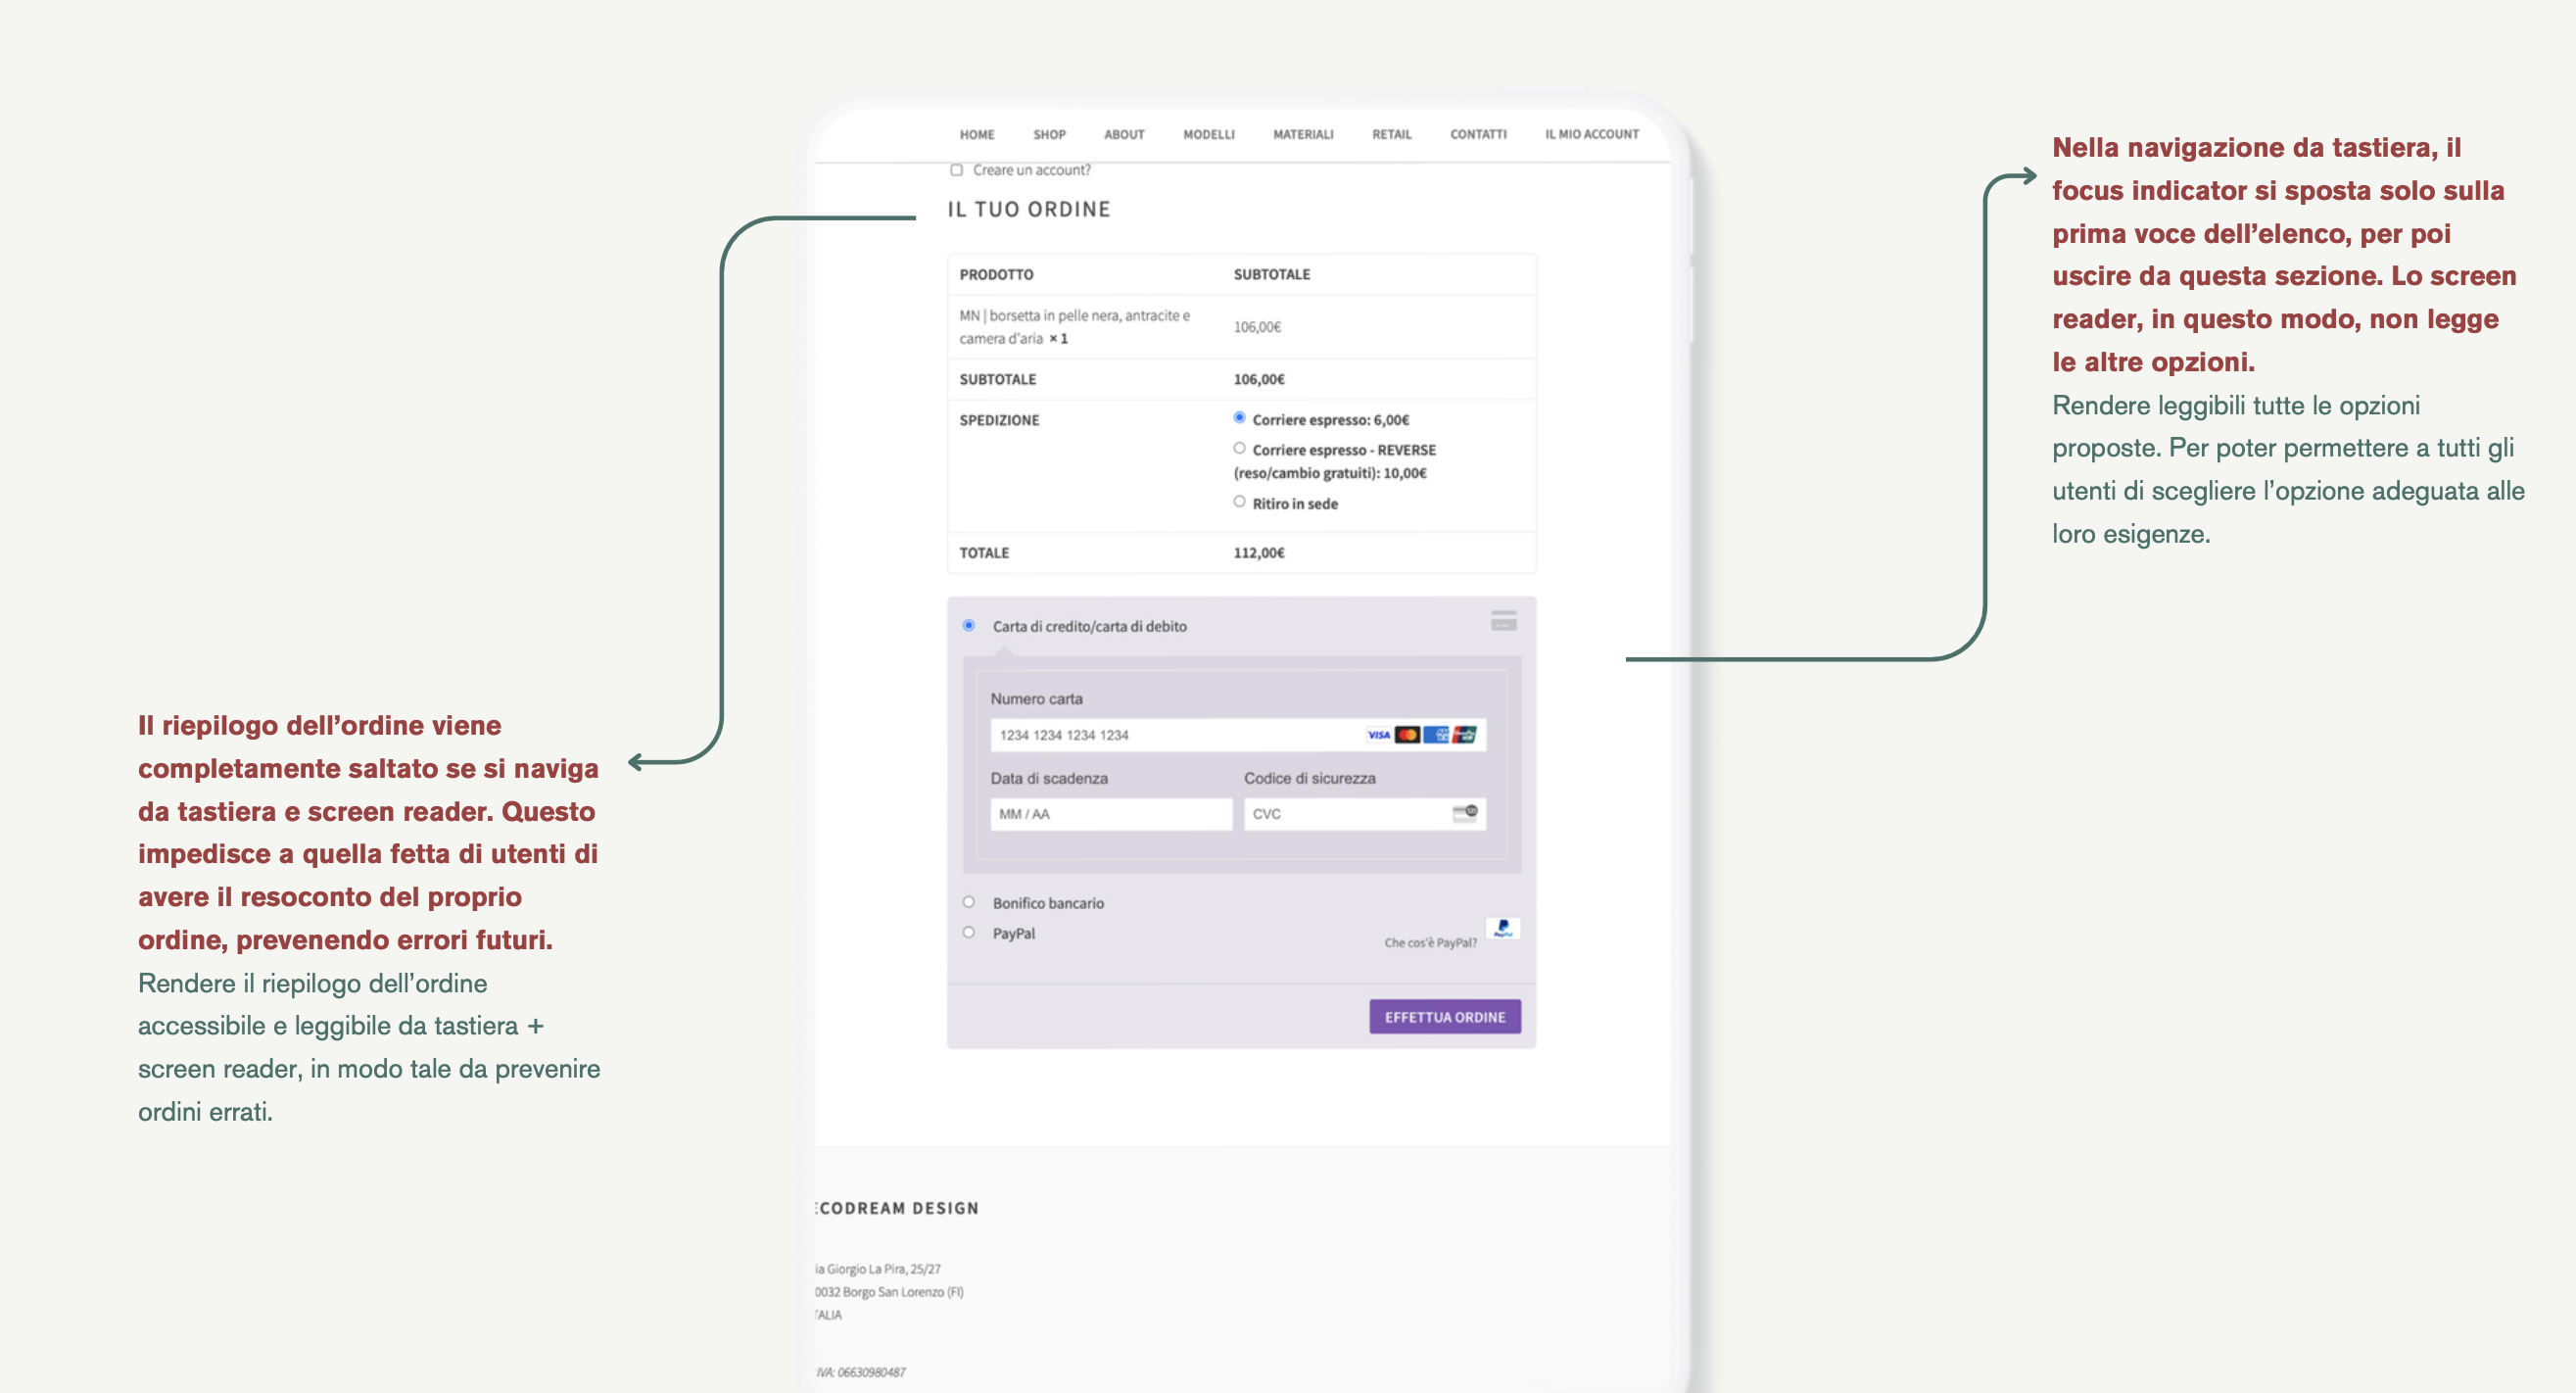 HOME SHOP ABOUT MODELLI MATERIALI RETAIL CONTATTI IL MIO ACCOUNT
Creare un account?
IL TUO ORDINE
PRODOTTO SUBTOTALE
MN | borsetta in pelle nera, antracite e
camera d'aria × 1
106,00€
SUBTOTALE 106,00€
SPEDIZIONE
Corriere espresso: 6,00€
Corriere espresso - REVERSE
(reso/cambio gratuiti): 10,00€
Ritiro in sede
TOTALE 112,00€
Carta di credito/carta di debito
Numero carta
1234 1234 1234 1234
VISA
Data di scadenza Codice di sicurezza
MM / AA CVC
Bonifico bancario
PayPal
Che cos'è PayPal?
PayPal
EFFETTUA ORDINE
ECODREAM DESIGN
ia Giorgio La Pira, 25/27
0032 Borgo San Lorenzo (FI)
TALIA
IVA: 06630980487
Il riepilogo dell’ordine viene
completamente saltato se si naviga
da tastiera e screen reader. Questo
impedisce a quella fetta di utenti di
avere il resoconto del proprio
ordine, prevenendo errori futuri.
Rendere il riepilogo dell’ordine
accessibile e leggibile da tastiera +
screen reader, in modo tale da prevenire
ordini errati.
Nella navigazione da tastiera, il
focus indicator si sposta solo sulla
prima voce dell’elenco, per poi
uscire da questa sezione. Lo screen
reader, in questo modo, non legge
le altre opzioni.
Rendere leggibili tutte le opzioni
proposte. Per poter permettere a tutti gli
utenti di scegliere l’opzione adeguata alle
loro esigenze.